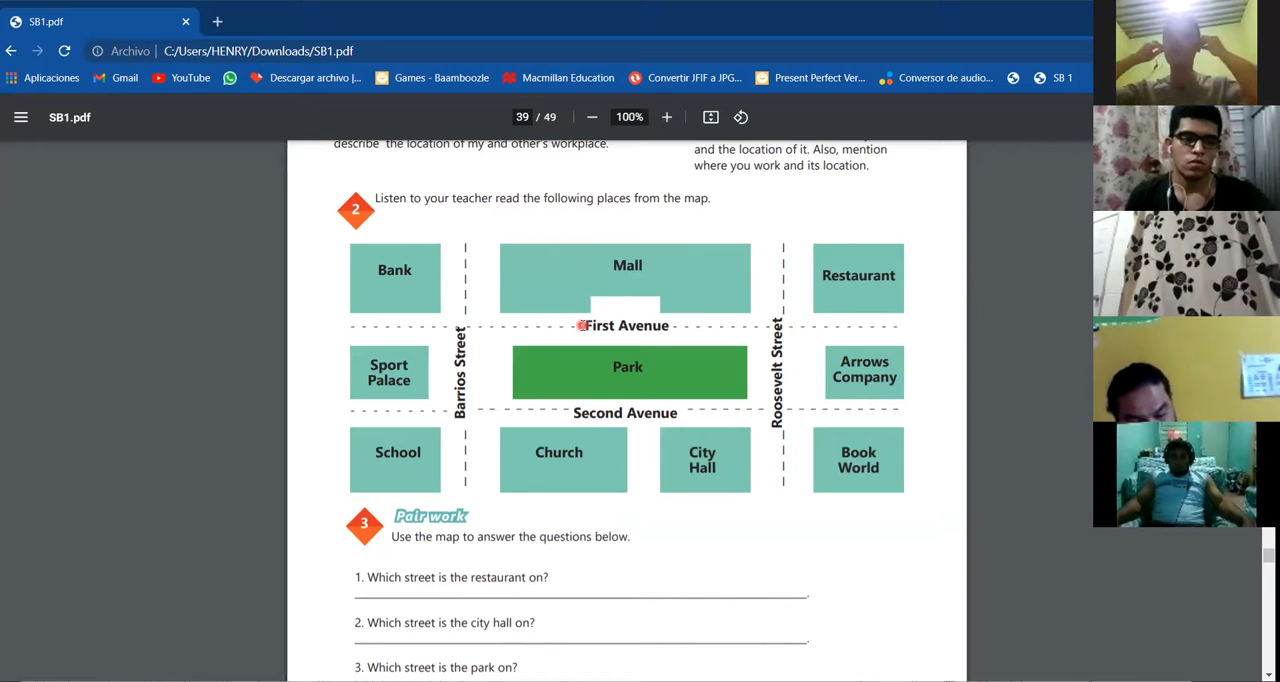 SB1.pdf
Archivo
C:/Users/HENRY/Downloads/SB1.pdf
Aplicaciones
Gmail
YouTube
Descargar archivo |...
Games - Baamboozle
Macmillan Education
Convertir JFIF a JPG...
Present Perfect Ver...
Conversor de audio...
SB 1
SB1.pdf
39 / 49
100%
describe the location of my and other's workplace.
and the location of it. Also, mention
where you work and its location.
2
Listen to your teacher read the following places from the map.
Bank
Mall
Restaurant
First Avenue
Barrios Street
Roosevelt Street
Sport
Palace
Park
Arrows
Company
Second Avenue
School
Church
City
Hall
Book
World
3
Pair work
Use the map to answer the questions below.
1. Which street is the restaurant on?
2. Which street is the city hall on?
3. Which street is the park on?